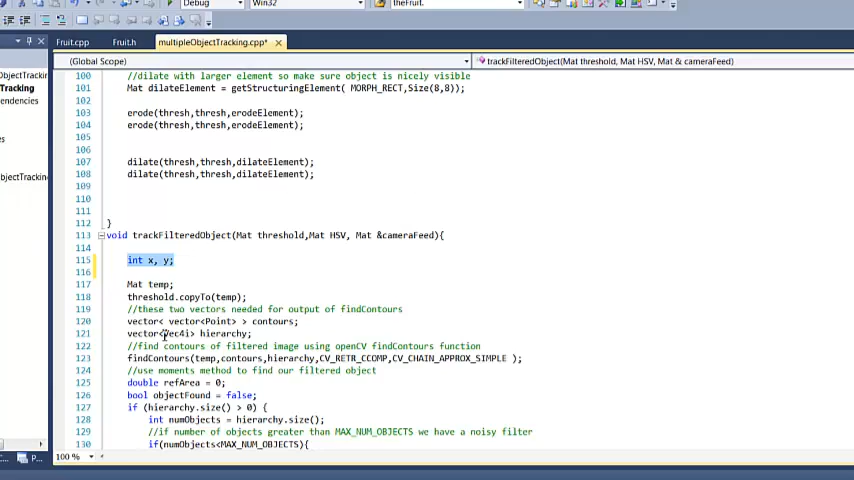 Debug
Win32
theFruit.
Fruit.cpp Fruit.h multipleObjectTracking.cpp*
(Global Scope) trackFilteredObject(Mat threshold, Mat HSV, Mat & cameraFeed)
ObjectTrackin
Tracking
pendencies
s
bjectTrackin
P...
100 //dilate with larger element so make sure object is nicely visible
101 Mat dilateElement = getStructuringElement( MORPH_RECT,Size(8,8));
102
103 erode(thresh,thresh,erodeElement);
104 erode(thresh,thresh,erodeElement);
105
106
107 dilate(thresh,thresh,dilateElement);
108 dilate(thresh,thresh,dilateElement);
109
110
111
112 }
113 void trackFilteredObject(Mat threshold,Mat HSV, Mat &cameraFeed){
114
115 int x, y;
116
117 Mat temp;
118 threshold.copyTo(temp);
119 //these two vectors needed for output of findContours
120 vector< vector<Point> > contours;
121 vector<Vec4i> hierarchy;
122 //find contours of filtered image using openCV findContours function
123 findContours(temp,contours,hierarchy,CV_RETR_CCOMP,CV_CHAIN_APPROX_SIMPLE );
124 //use moments method to find our filtered object
125 double refArea = 0;
126 bool objectFound = false;
127 if (hierarchy.size() > 0) {
128 int numObjects = hierarchy.size();
129 //if number of objects greater than MAX_NUM_OBJECTS we have a noisy filter
130 if(numObjects<MAX_NUM_OBJECTS){
100 %